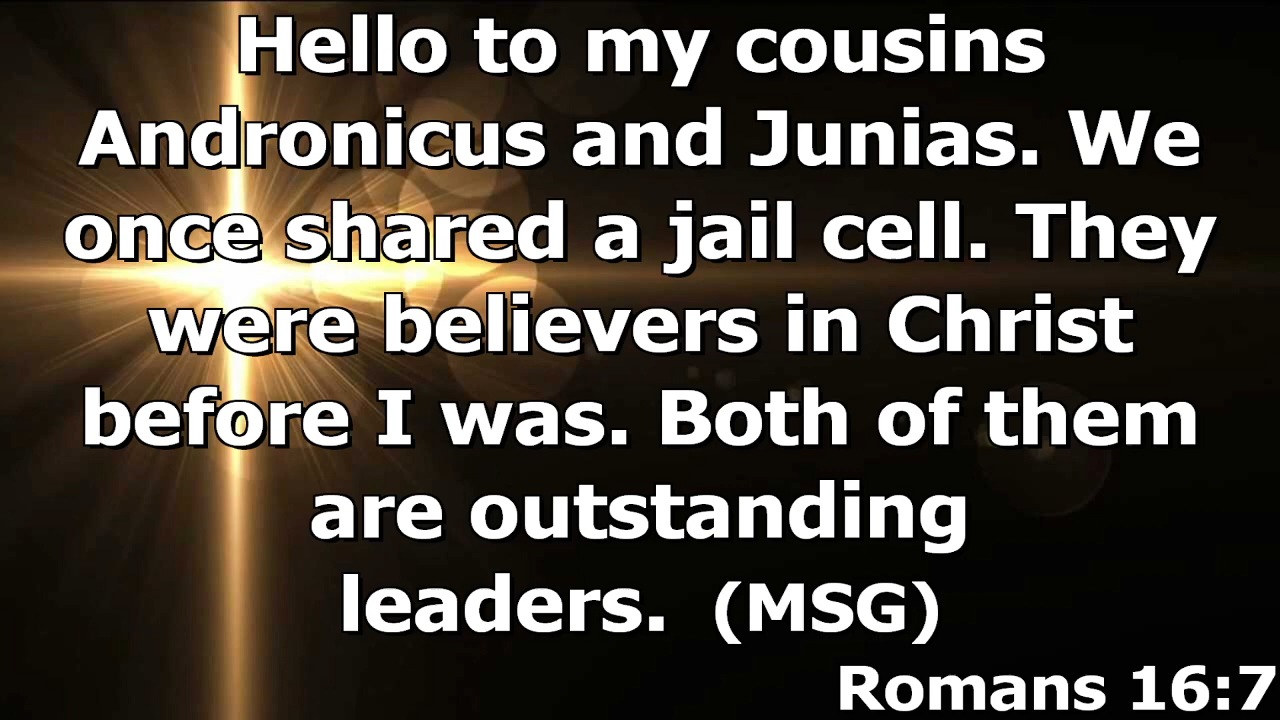 Hello to my cousins
Andronicus and Junias. We
once shared a jail cell. They
were believers in Christ
before I was. Both of them
are outstanding
leaders. (MSG)
Romans 16:7